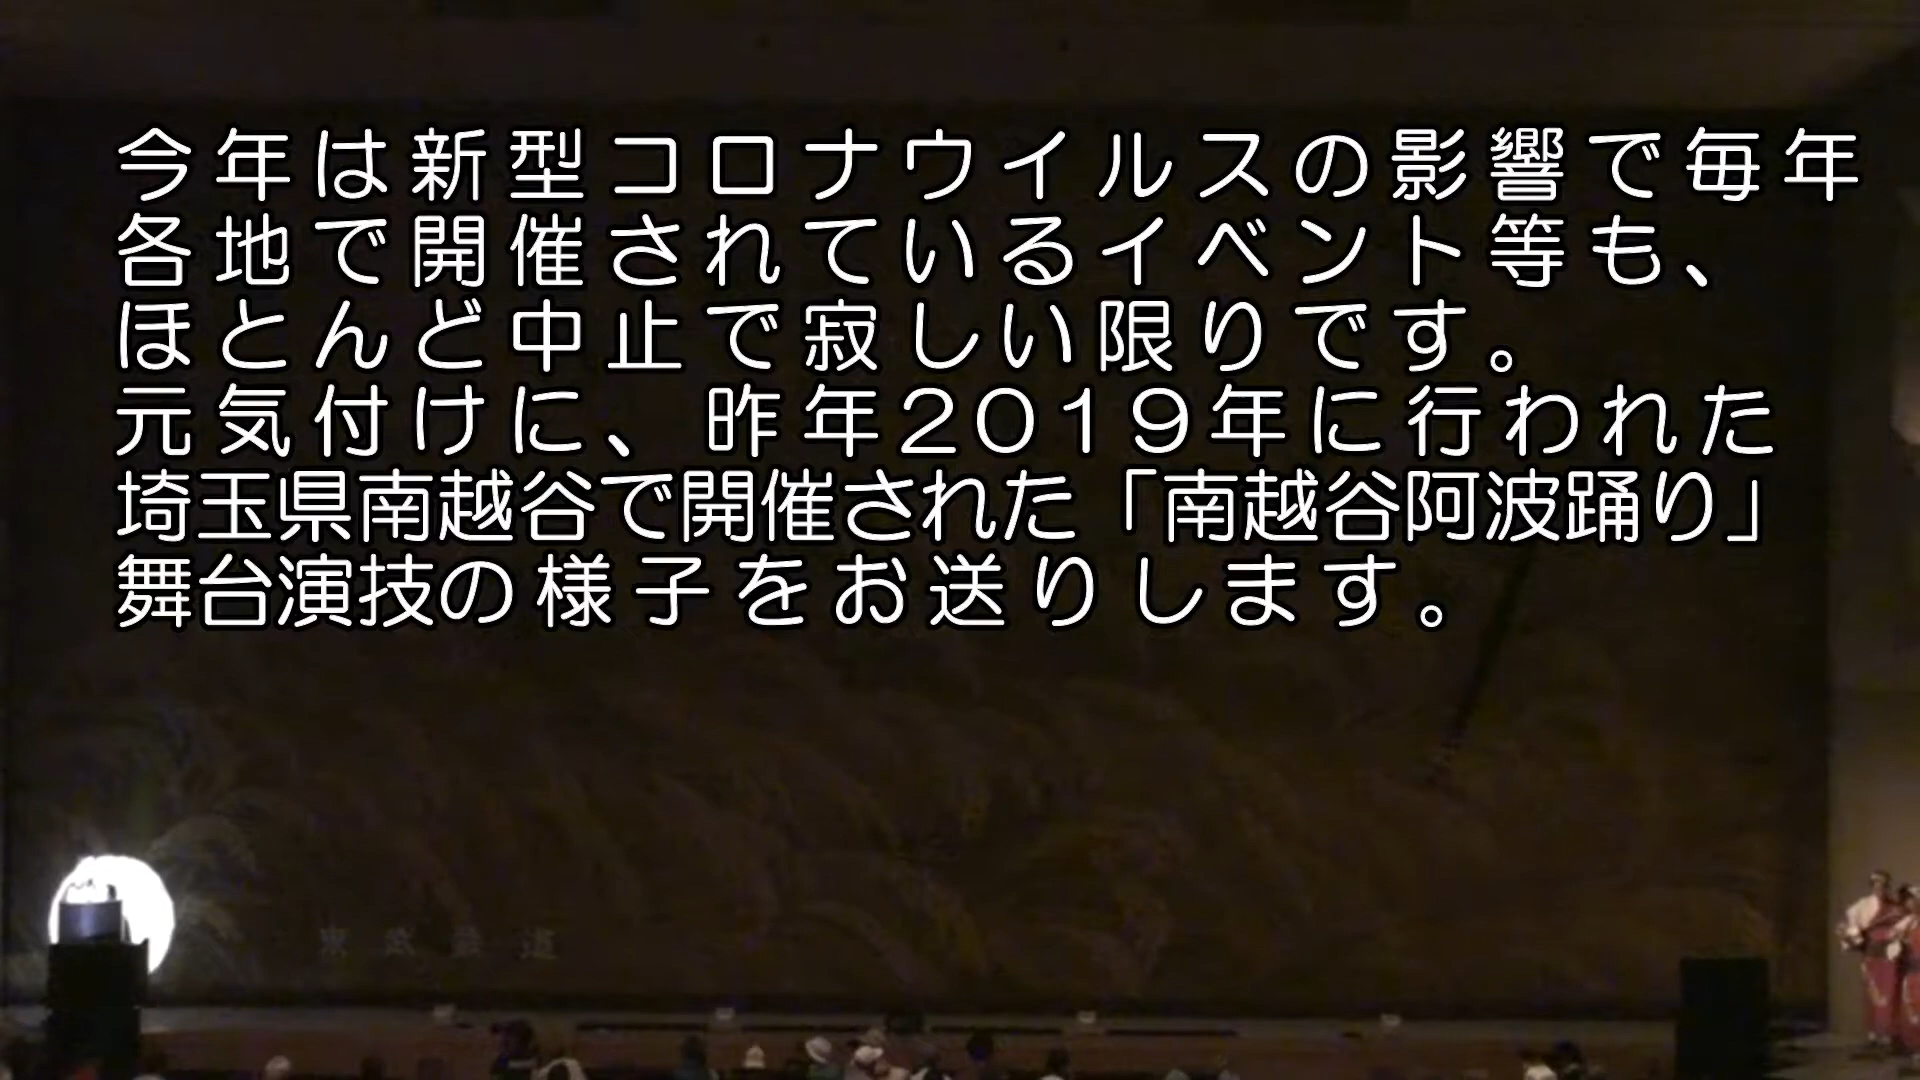 今年は新型コロナウイルスの影響で毎年
各地で開催されているイベント等も、
ほとんど中止で寂しい限りです。
元気付けに、昨年2019年に行われた
埼玉県南越谷で開催された「南越谷阿波踊り」
舞台演技の様子をお送りします。
東武鉄道